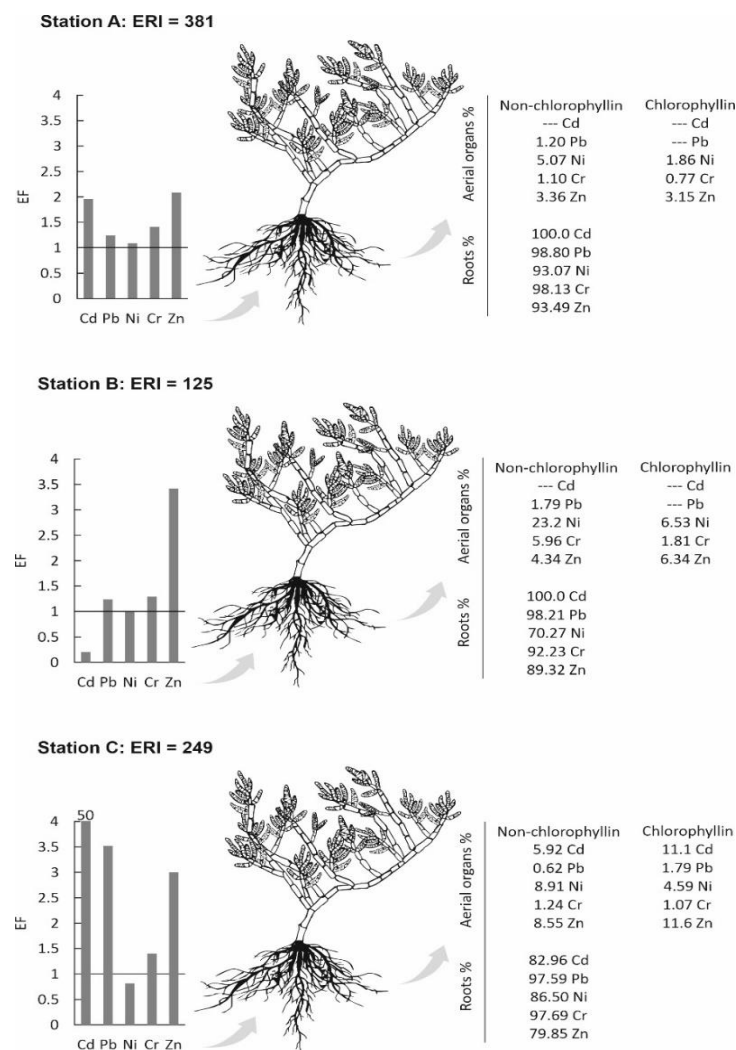 Station A: ERI = 381
4
3.5
3
2.5
2
1.5
1
0.5
0
EF
Cd Pb Ni Cr Zn
Aerial organs %
Roots %
Non-chlorophyllin Chlorophyllin
--- Cd --- Cd
1.20 Pb --- Pb
5.07 Ni 1.86 Ni
1.10 Cr 0.77 Cr
3.36 Zn 3.15 Zn
100.0 Cd
98.80 Pb
93.07 Ni
98.13 Cr
93.49 Zn
Station B: ERI = 125
4
3.5
3
2.5
2
1.5
1
0.5
0
EF
Cd Pb Ni Cr Zn
Aerial organs %
Roots %
Non-chlorophyllin Chlorophyllin
--- Cd --- Cd
1.79 Pb --- Pb
23.2 Ni 6.53 Ni
5.96 Cr 1.81 Cr
4.34 Zn 6.34 Zn
100.0 Cd
98.21 Pb
70.27 Ni
92.23 Cr
89.32 Zn
Station C: ERI = 249
50
4
3.5
3
2.5
2
1.5
1
0.5
0
EF
Cd Pb Ni Cr Zn
Aerial organs %
Roots %
Non-chlorophyllin Chlorophyllin
5.92 Cd 11.1 Cd
0.62 Pb 1.79 Pb
8.91 Ni 4.59 Ni
1.24 Cr 1.07 Cr
8.55 Zn 11.6 Zn
82.96 Cd
97.59 Pb
86.50 Ni
97.69 Cr
79.85 Zn